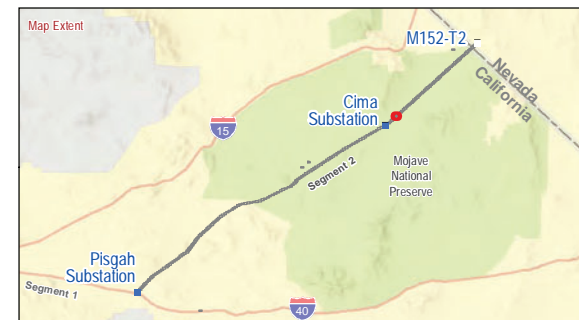 Map Extent
M152-T2
Nevada
California
Cima
Substation
15
Segment 2
Mojave
National
Preserve
Pisgah
Substation
Segment 1
40